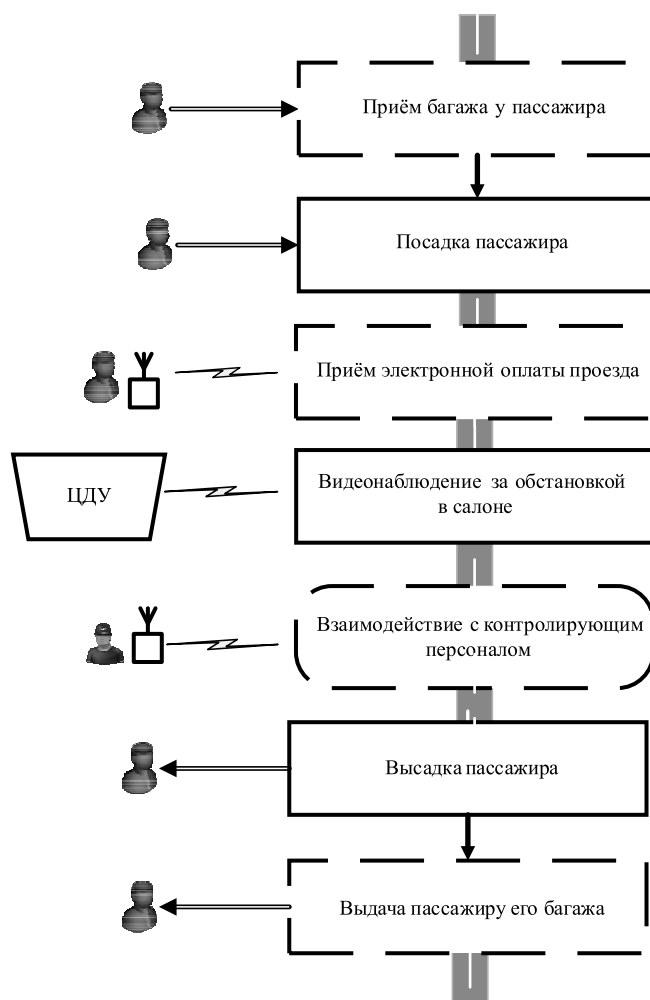 Приём багажа у пассажира
Посадка пассажира
Приём электронной оплаты проезда
ЦДУ
Видеонаблюдение за обстановкой
в салоне
Взаимодействие с контролирующим
персоналом
Высадка пассажира
Выдача пассажиру его багажа